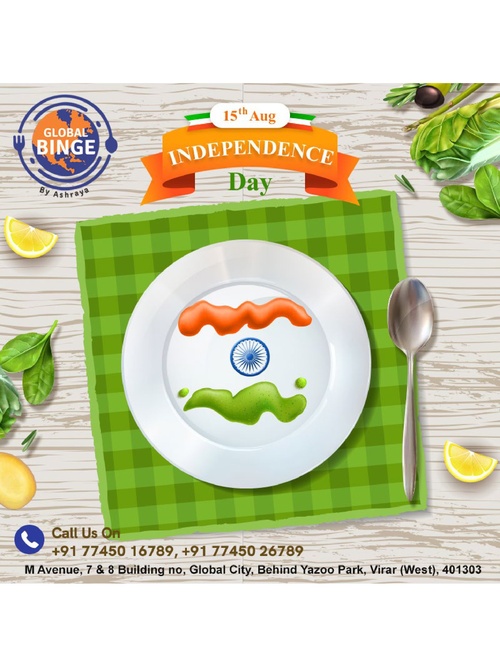 GLOBAL
BINGE
By Ashraya
15th Aug
INDEPENDENCE
Day
Call Us On
+91 77450 16789, +91 77450 26789
M Avenue, 7 & 8 Building no, Global City, Behind Yazoo Park, Virar (West), 401303